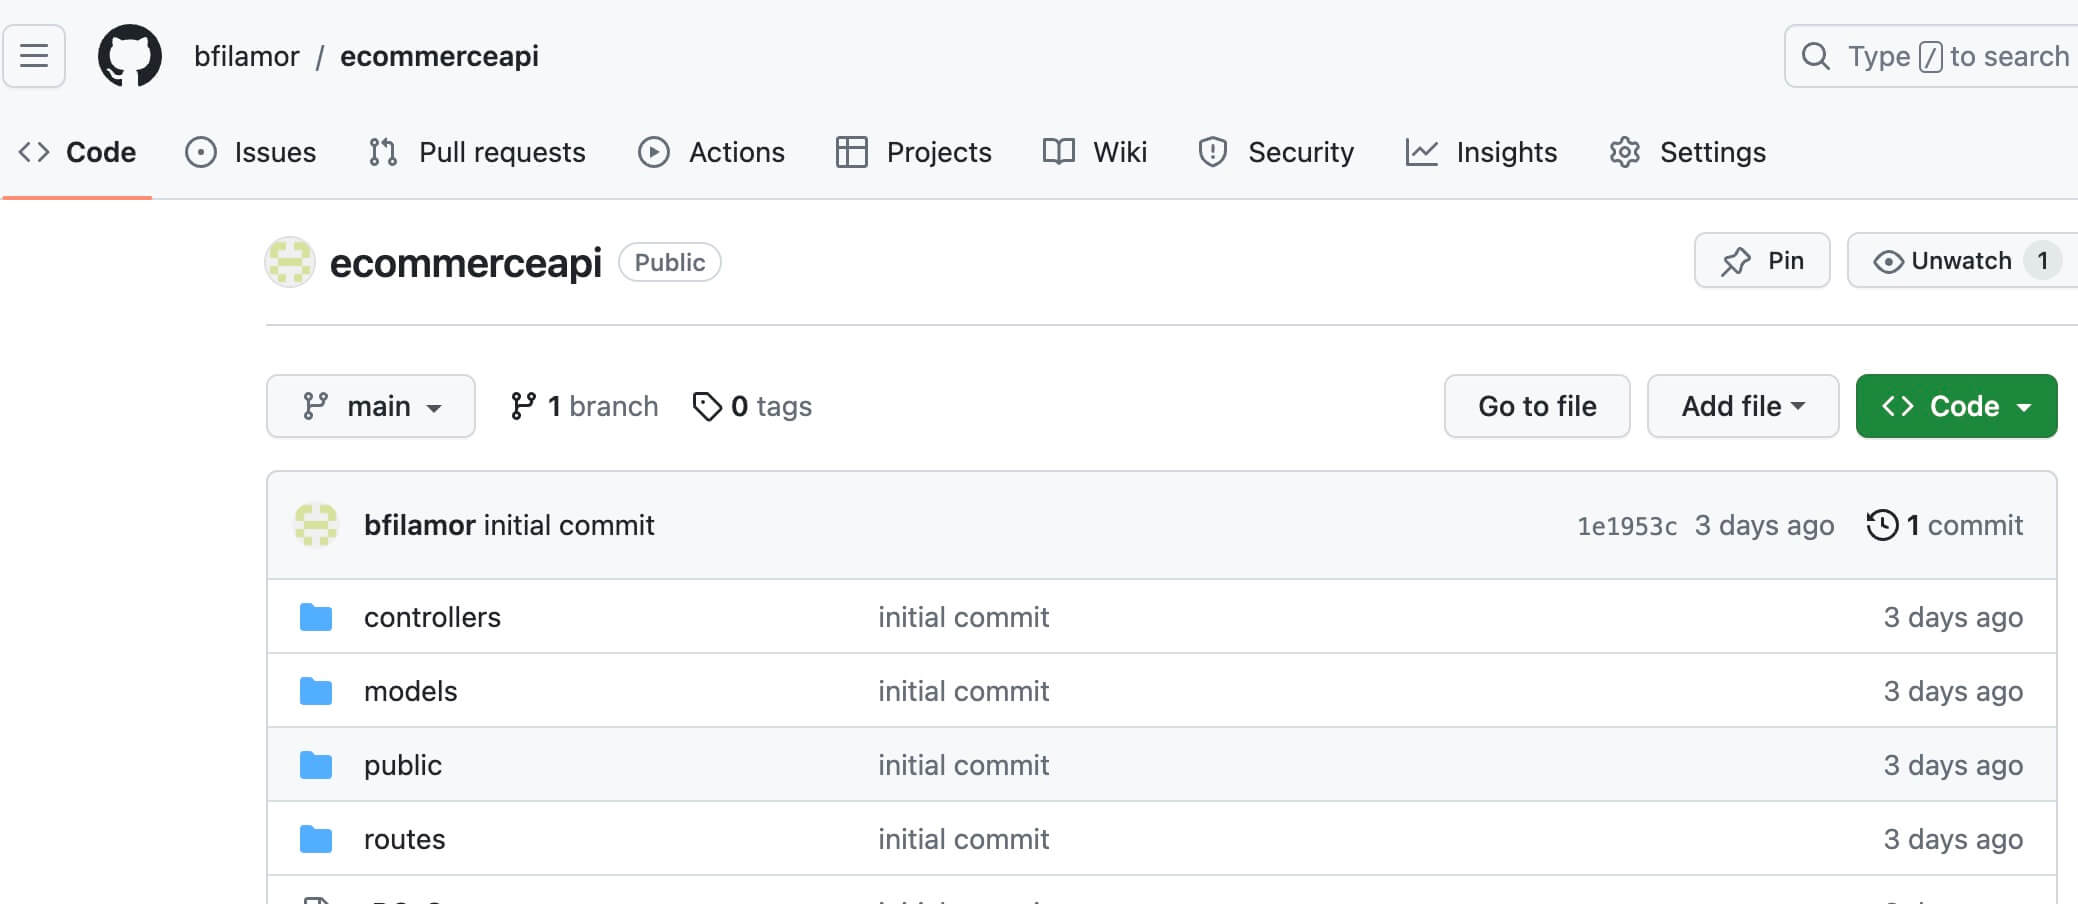 bfilamor / ecommerceapi Type / to search
Code Issues Pull requests Actions Projects Wiki Security Insights Settings
ecommerceapi Public Pin Unwatch 1
main 1 branch 0 tags Go to file Add file Code
bfilamor initial commit 1e1953c 3 days ago 1 commit
controllers initial commit 3 days ago
models initial commit 3 days ago
public initial commit 3 days ago
routes initial commit 3 days ago